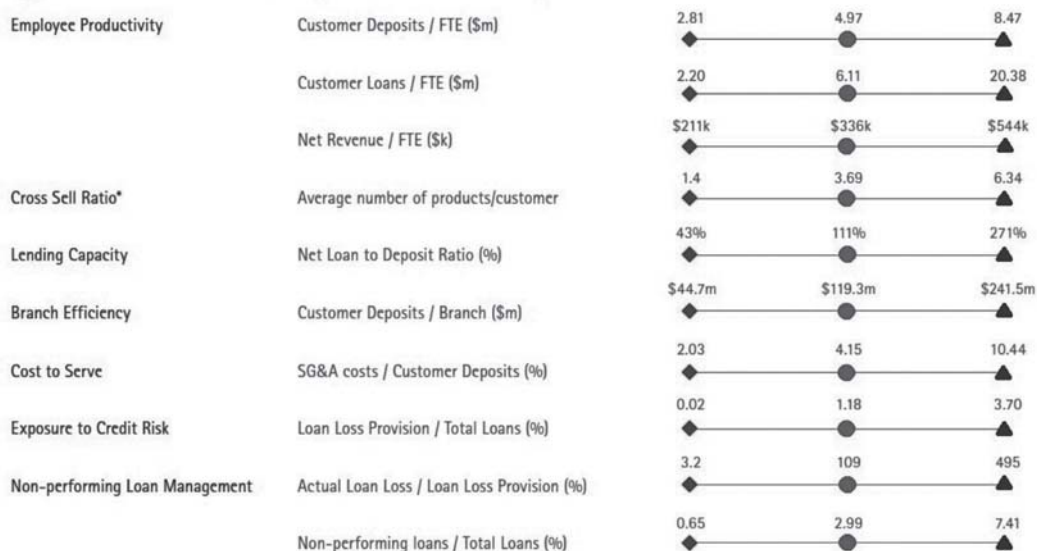 2.81 4.97 8.47
Employee Productivity Customer Deposits / FTE ($m)
2.20 6.11 20.38
Customer Loans / FTE ($m)
$211k $336k $544k
Net Revenue / FTE ($k)
1.4 3.69 6.34
Cross Sell Ratio* Average number of products/customer
43% 111% 271%
Lending Capacity Net Loan to Deposit Ratio (%)
$44.7m $119.3m $241.5m
Branch Efficiency Customer Deposits / Branch ($m)
2.03 4.15 10.44
Cost to Serve SG&A costs / Customer Deposits (%)
0.02 1.18 3.70
Exposure to Credit Risk Loan Loss Provision / Total Loans (%)
3.2 109 495
Non-performing Loan Management Actual Loan Loss / Loan Loss Provision (%)
0.65 2.99 7.41
Non-performing loans / Total Loans (%)